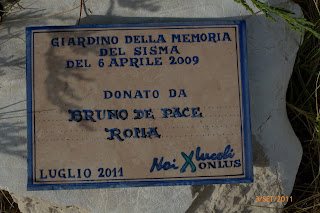 GIARDINO DELLA MEMORIA
DEL SISMA
DEL 6 APRILE 2009
DONATO DA
BRUNO DE PACE
ROMA
Noi X lucoli
ONLUS
LUGLIO 2011